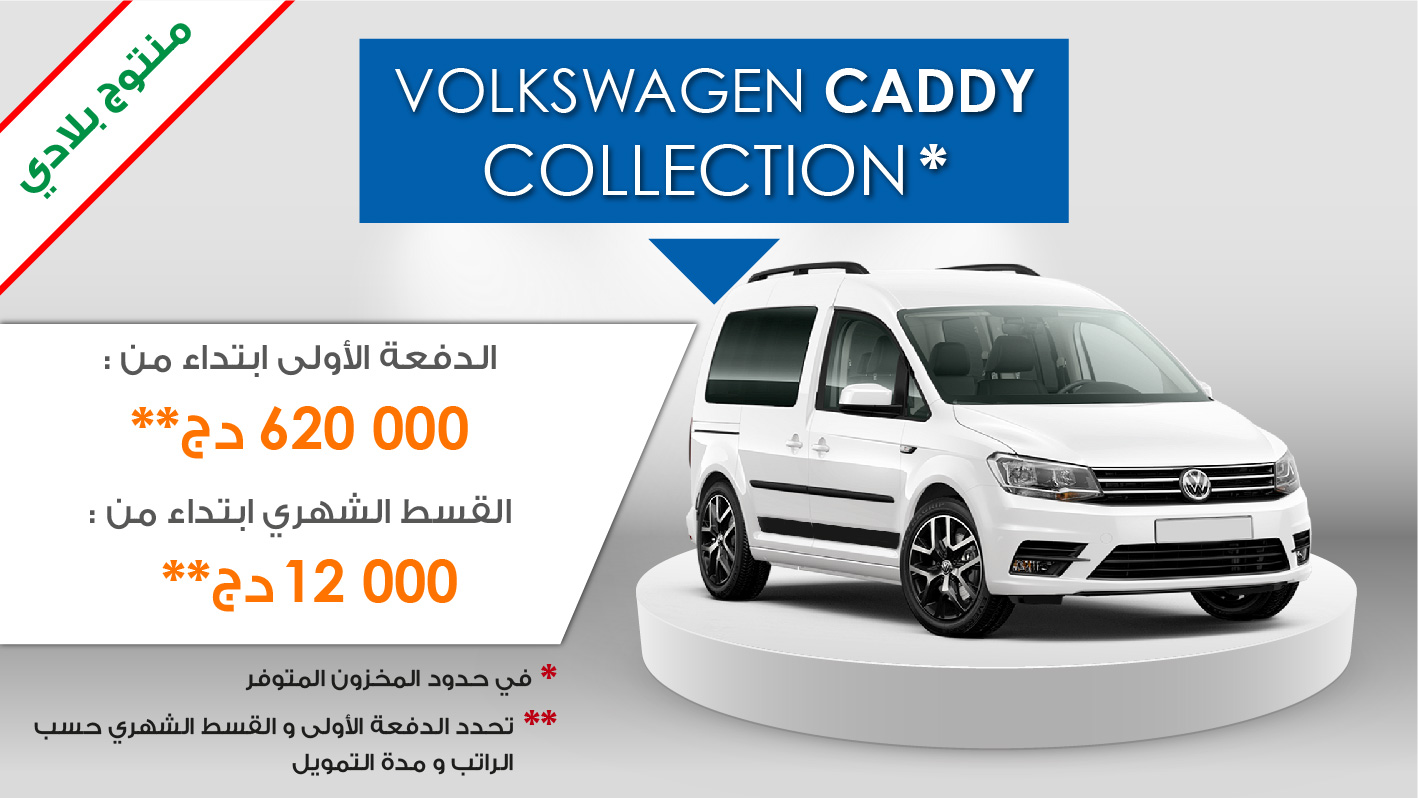 منتوج بلادي
VOLKSWAGEN CADDY
COLLECTION*
الدفعة الأولى ابتداء من :
620 000 دج**
القسط الشهري ابتداء من :
12 000 دج**
* في حدود المخزون المتوفر
** تحدد الدفعة الأولى و القسط الشهري حسب
الراتب و مدة التمويل